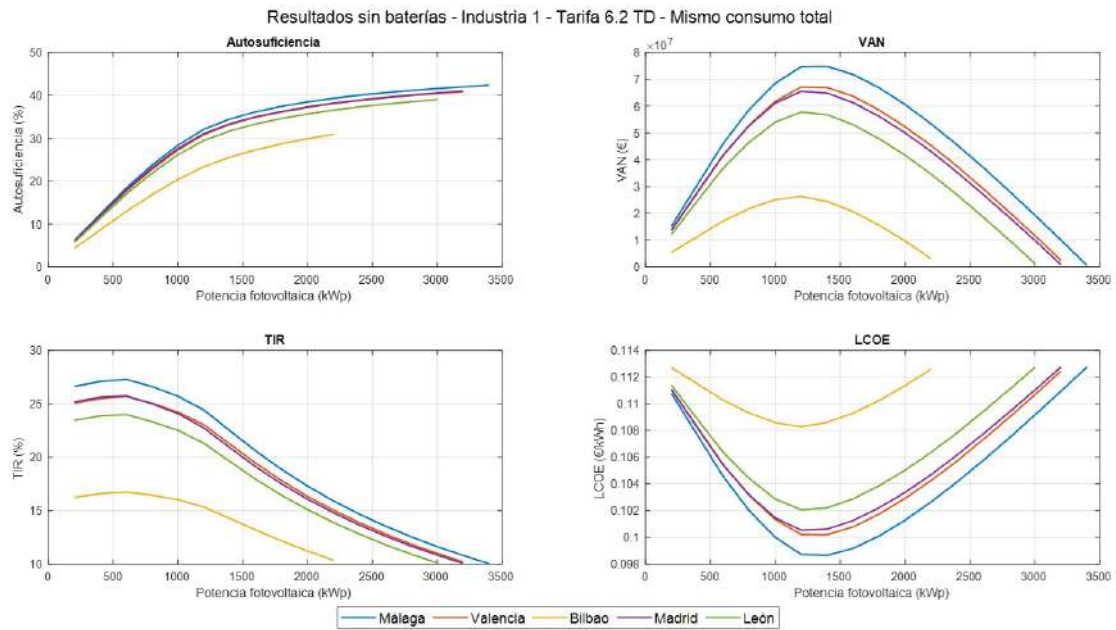 Resultados sin baterías - Industria 1 - Tarifa 6.2 TD - Mismo consumo total
Autosuficiencia
Autosuficiencia (%)
50
40
30
20
10
0
0 500 1000 1500 2000 2500 3000 3500
Potencia fotovoltaica (kWp)
VAN
×10⁷
VAN (€)
8
7
6
5
4
3
2
1
0
0 500 1000 1500 2000 2500 3000 3500
Potencia fotovoltaica (kWp)
TIR
TIR (%)
30
25
20
15
10
0 500 1000 1500 2000 2500 3000 3500
Potencia fotovoltaica (kWp)
LCOE
LCOE (€/kWh)
0.114
0.112
0.11
0.108
0.106
0.104
0.102
0.1
0.098
0 500 1000 1500 2000 2500 3000 3500
Potencia fotovoltaica (kWp)
Málaga Valencia Bilbao Madrid León